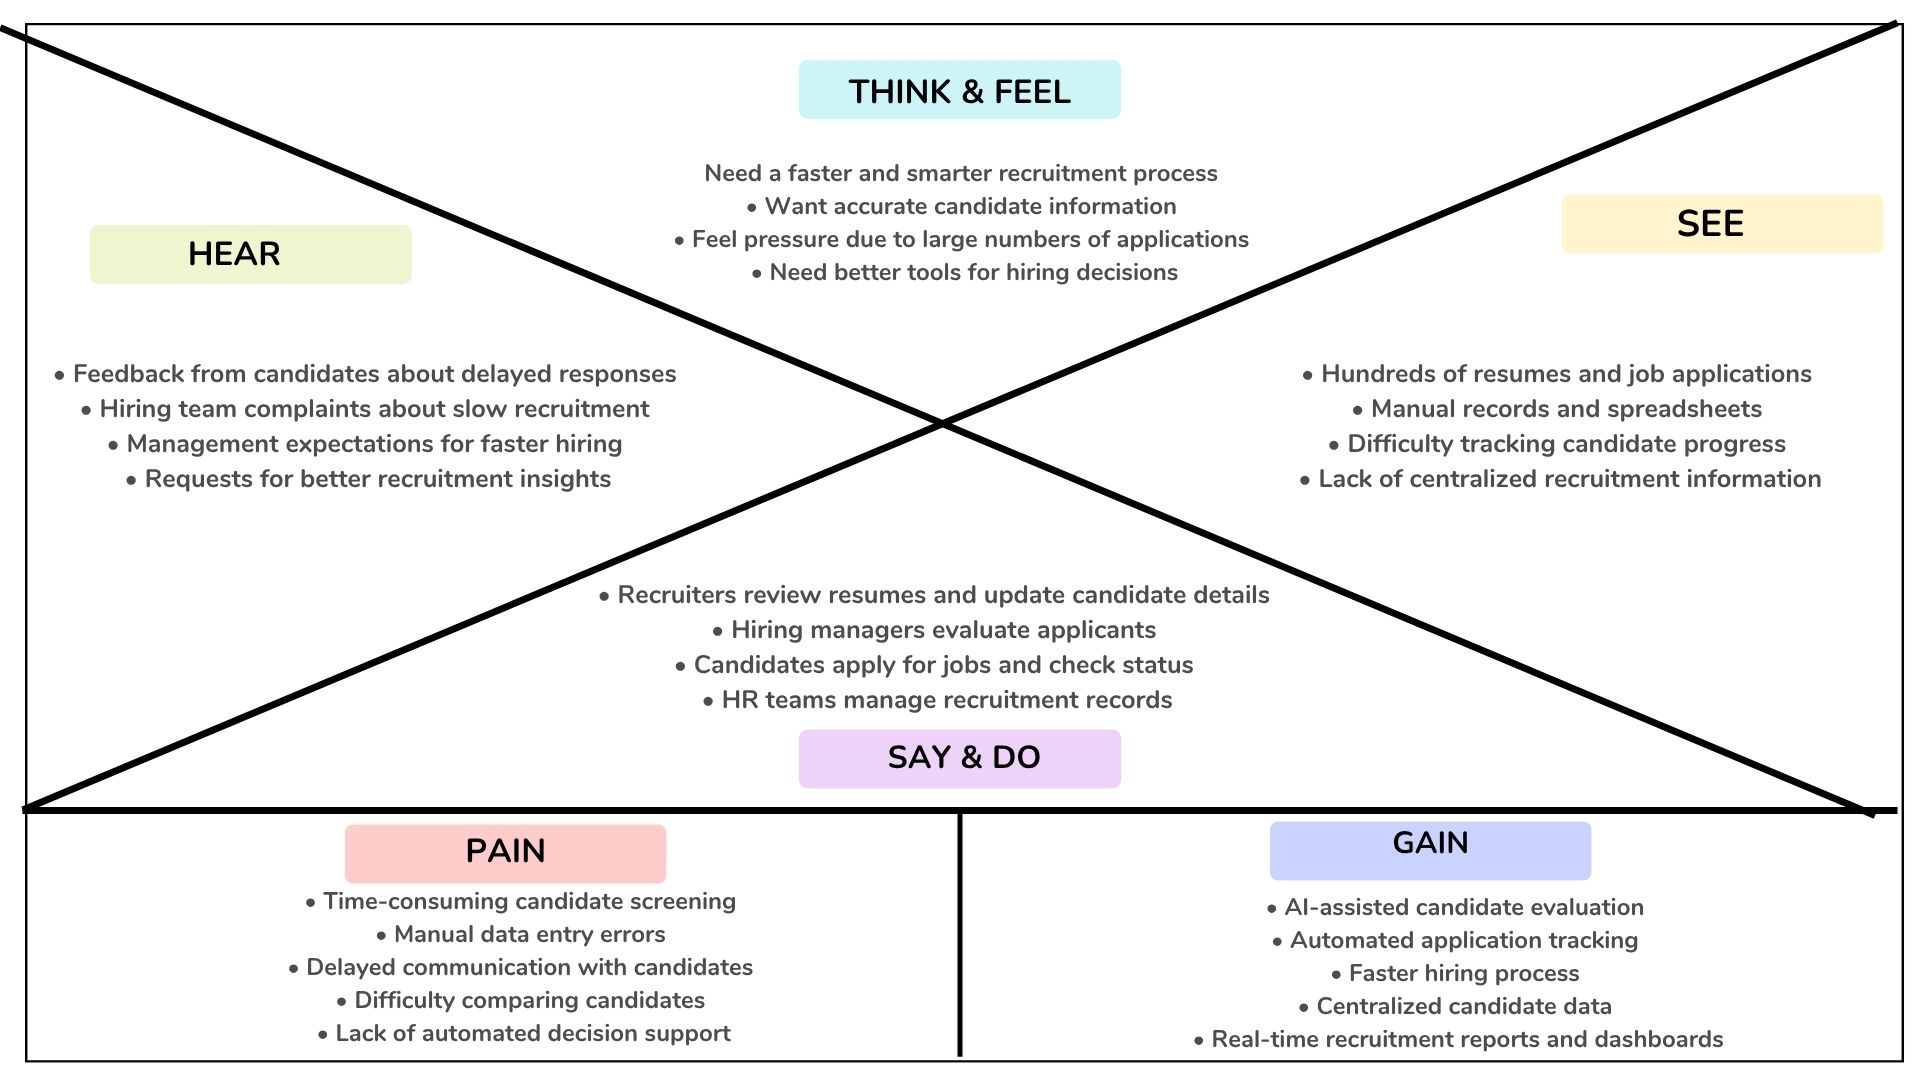 THINK & FEEL
Need a faster and smarter recruitment process
• Want accurate candidate information
• Feel pressure due to large numbers of applications
• Need better tools for hiring decisions
HEAR
• Feedback from candidates about delayed responses
• Hiring team complaints about slow recruitment
• Management expectations for faster hiring
• Requests for better recruitment insights
SEE
• Hundreds of resumes and job applications
• Manual records and spreadsheets
• Difficulty tracking candidate progress
• Lack of centralized recruitment information
• Recruiters review resumes and update candidate details
• Hiring managers evaluate applicants
• Candidates apply for jobs and check status
• HR teams manage recruitment records
SAY & DO
PAIN
• Time-consuming candidate screening
• Manual data entry errors
• Delayed communication with candidates
• Difficulty comparing candidates
• Lack of automated decision support
GAIN
• AI-assisted candidate evaluation
• Automated application tracking
• Faster hiring process
• Centralized candidate data
• Real-time recruitment reports and dashboards